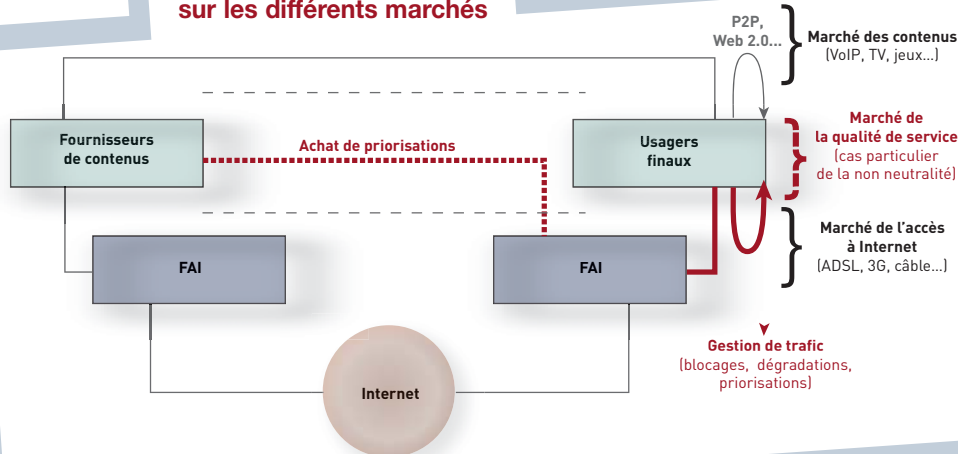 sur les différents marchés
P2P,
Web 2.0...
Marché des contenus
(VoIP, TV, jeux...)
Fournisseurs
de contenus
Achat de priorisations
Usagers
finaux
Marché de
la qualité de service
(cas particulier
de la non neutralité)
FAI
FAI
Marché de l'accès
à Internet
(ADSL, 3G, câble...)
Gestion de trafic
(blocages, dégradations,
priorisations)
Internet